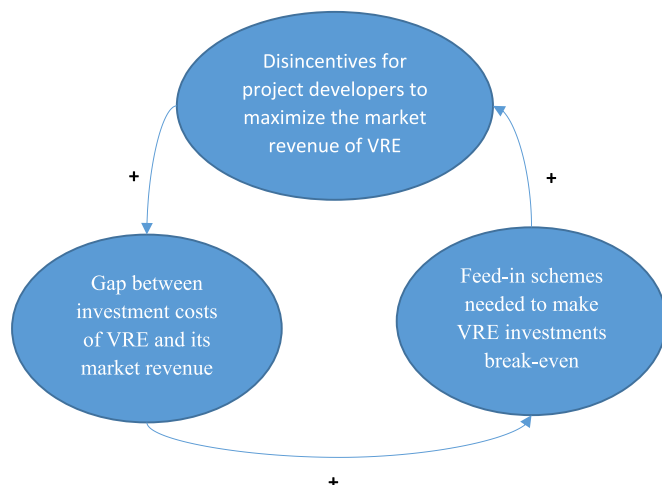 Disincentives for
project developers to
maximize the market
revenue of VRE
+
+
Gap between
investment costs
of VRE and its
market revenue
Feed-in schemes
needed to make
VRE investments
break-even
+